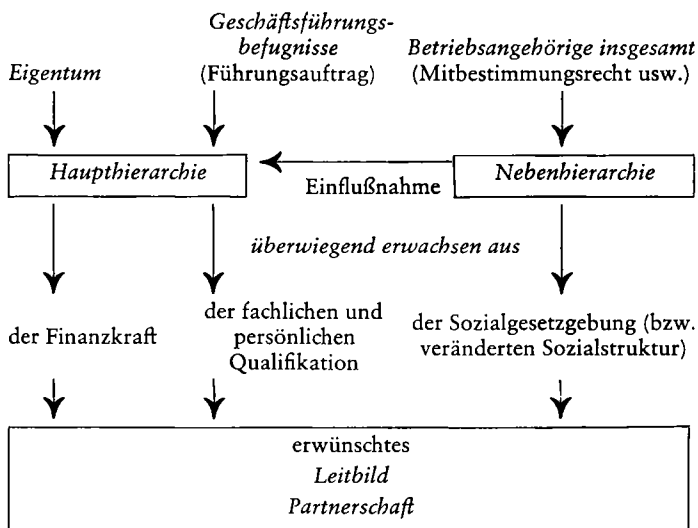 Eigentum
Geschäftsführungs-
befugnisse
(Führungsauftrag)
Betriebsangehörige insgesamt
(Mitbestimmungsrecht usw.)
Haupthierarchie
Einflußnahme
Nebenhierarchie
überwiegend erwachsen aus
der Finanzkraft
der fachlichen und
persönlichen
Qualifikation
der Sozialgesetzgebung (bzw.
veränderten Sozialstruktur)
erwünschtes
Leitbild
Partnerschaft